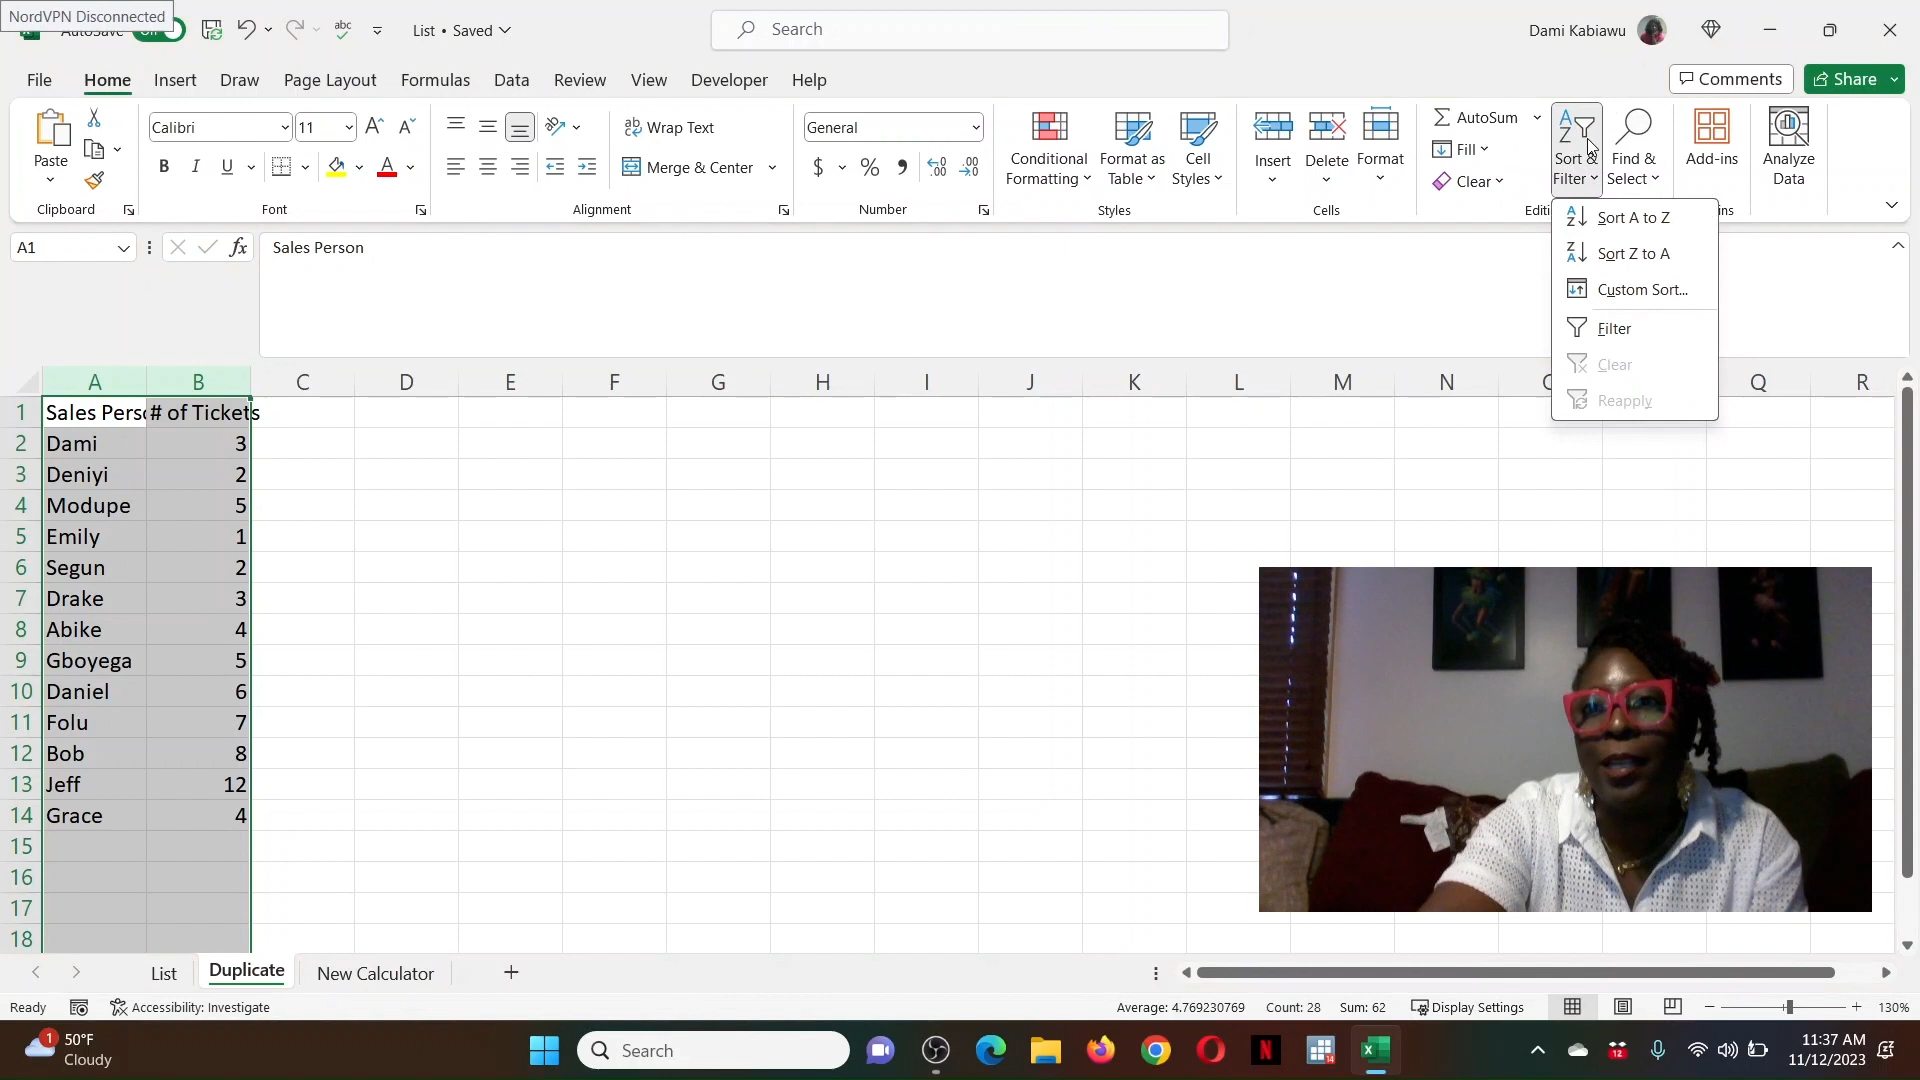 NordVPN Disconnected
AutoSave
List • Saved
Search
Dami Kabiawu
File Home Insert Draw Page Layout Formulas Data Review View Developer Help
Comments Share
Paste
Calibri 11
Wrap Text
General
Conditional Formatting
Format as Table
Cell Styles
Insert Delete Format
AutoSum
Fill
Clear
Sort & Filter
Find & Select
Add-ins
Analyze Data
B I U
Merge & Center
$ %
Clipboard Font Alignment Number Styles Cells
Sort A to Z
Sort Z to A
Custom Sort...
Filter
Clear
Reapply
A1 fx Sales Person
A B C D E F G H I J K L M N Q R
1 Sales Perso # of Tickets
2 Dami 3
3 Deniyi 2
4 Modupe 5
5 Emily 1
6 Segun 2
7 Drake 3
8 Abike 4
9 Gboyega 5
10 Daniel 6
11 Folu 7
12 Bob 8
13 Jeff 12
14 Grace 4
15
16
17
18
List Duplicate New Calculator
Ready Accessibility: Investigate Average: 4.769230769 Count: 28 Sum: 62 Display Settings 130%
1 50°F
Cloudy
Search
12
11:37 AM
11/12/2023